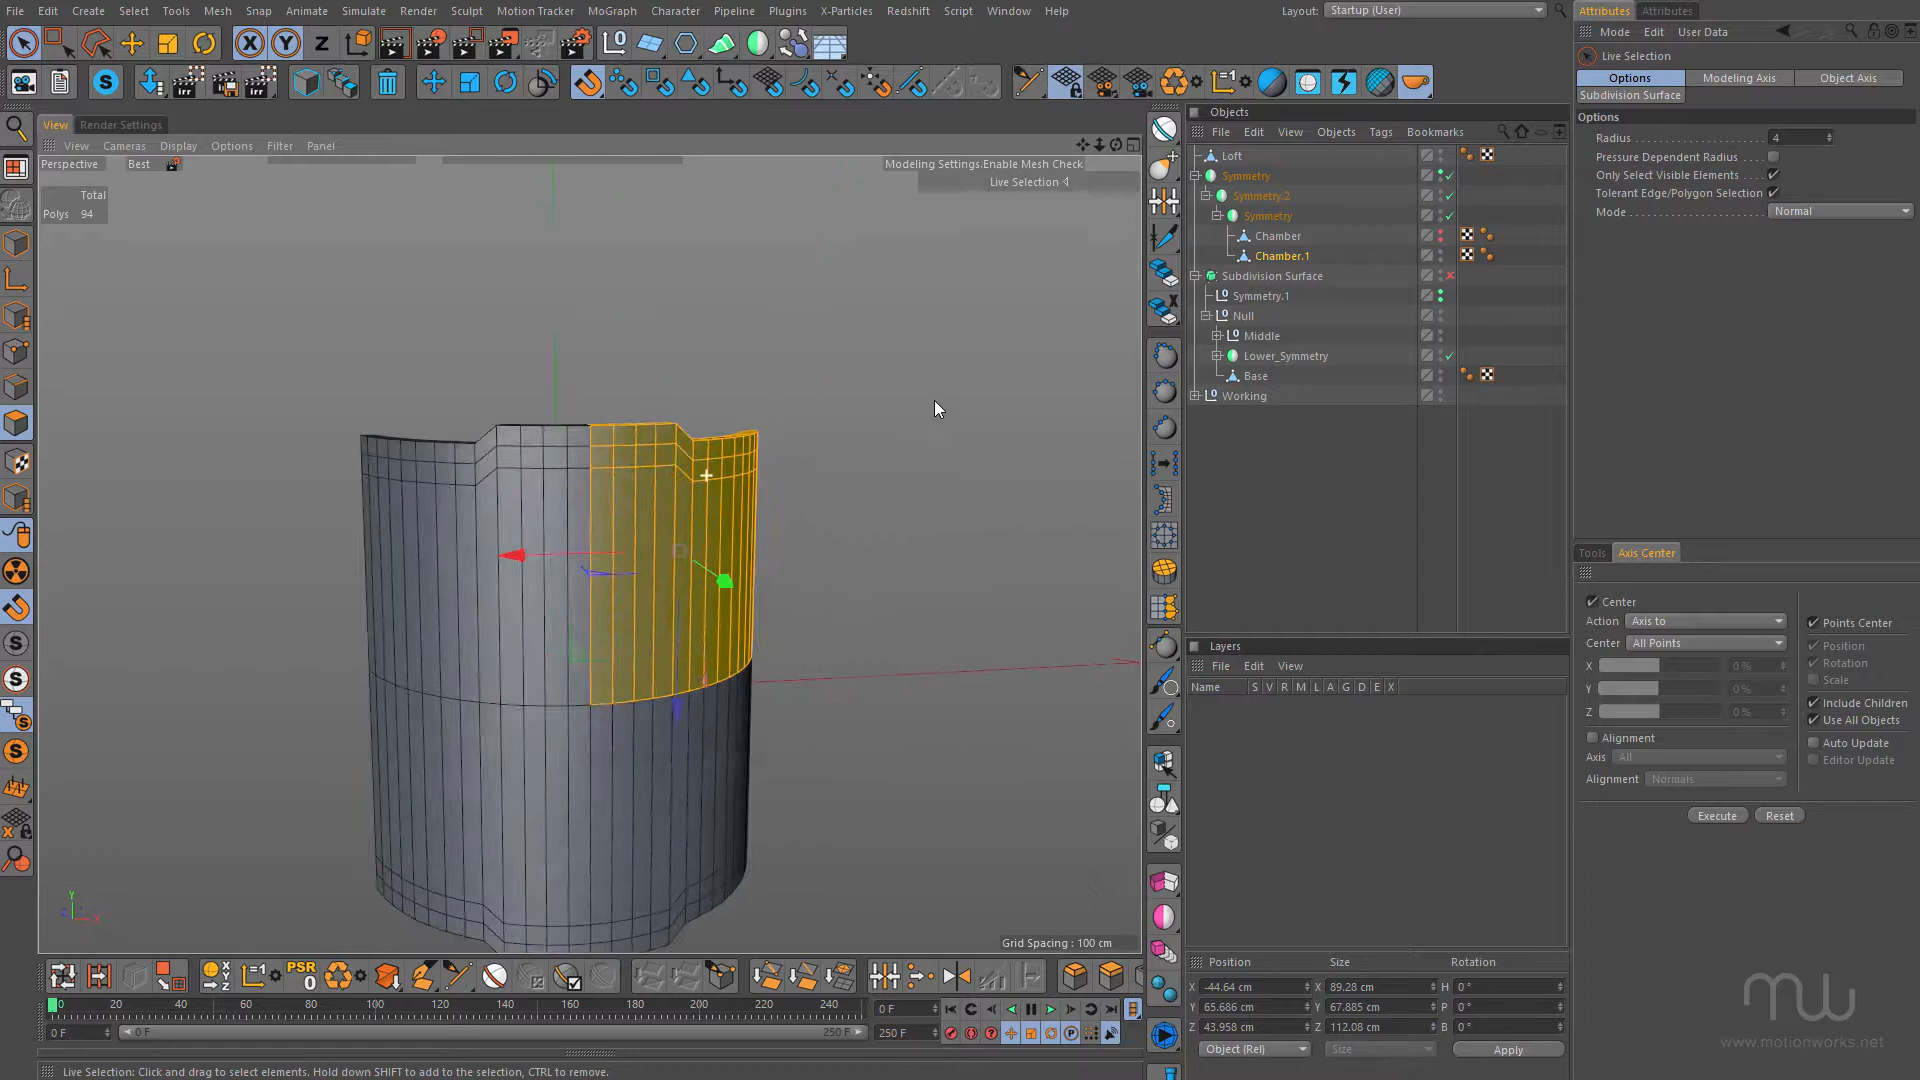 File Edit Create Select Tools Mesh Snap Animate Simulate Render Sculpt Motion Tracker MoGraph Character Pipeline Plugins X-Particles Redshift Script Window Help
Layout: Startup (User)
Attributes Attributes
Mode Edit User Data
Live Selection
Options Modeling Axis Object Axis
Subdivision Surface
Options
Radius 4
Pressure Dependent Radius
Only Select Visible Elements
Tolerant Edge/Polygon Selection
Mode Normal
View Render Settings
View Cameras Display Options Filter Panel
Perspective Best
Modeling Settings.Enable Mesh Check
Live Selection
Total
Polys 94
Grid Spacing : 100 cm
Objects
File Edit View Objects Tags Bookmarks
Loft
Symmetry
Symmetry.2
Symmetry
Chamber
Chamber.1
Subdivision Surface
Symmetry.1
Null
Middle
Lower_Symmetry
Base
Working
Layers
File Edit View
Name S V R M L A G D E X
Tools Axis Center
Center
Action Axis to
Center All Points
X 0 %
Y 0 %
Z 0 %
Points Center
Position
Rotation
Scale
Include Children
Use All Objects
Alignment
Auto Update
Axis All
Editor Update
Alignment Normals
Execute Reset
Position Size Rotation
X -44.64 cm X 89.28 cm H 0 °
Y 65.686 cm Y 67.885 cm P 0 °
Z 43.958 cm Z 112.08 cm B 0 °
Object (Rel) Size Apply
PSR
0
0 20 40 60 80 100 120 140 160 180 200 220 240
0 F
0 F 0 F 250 F 250 F
Live Selection: Click and drag to select elements. Hold down SHIFT to add to the selection, CTRL to remove.
www.motionworks.net